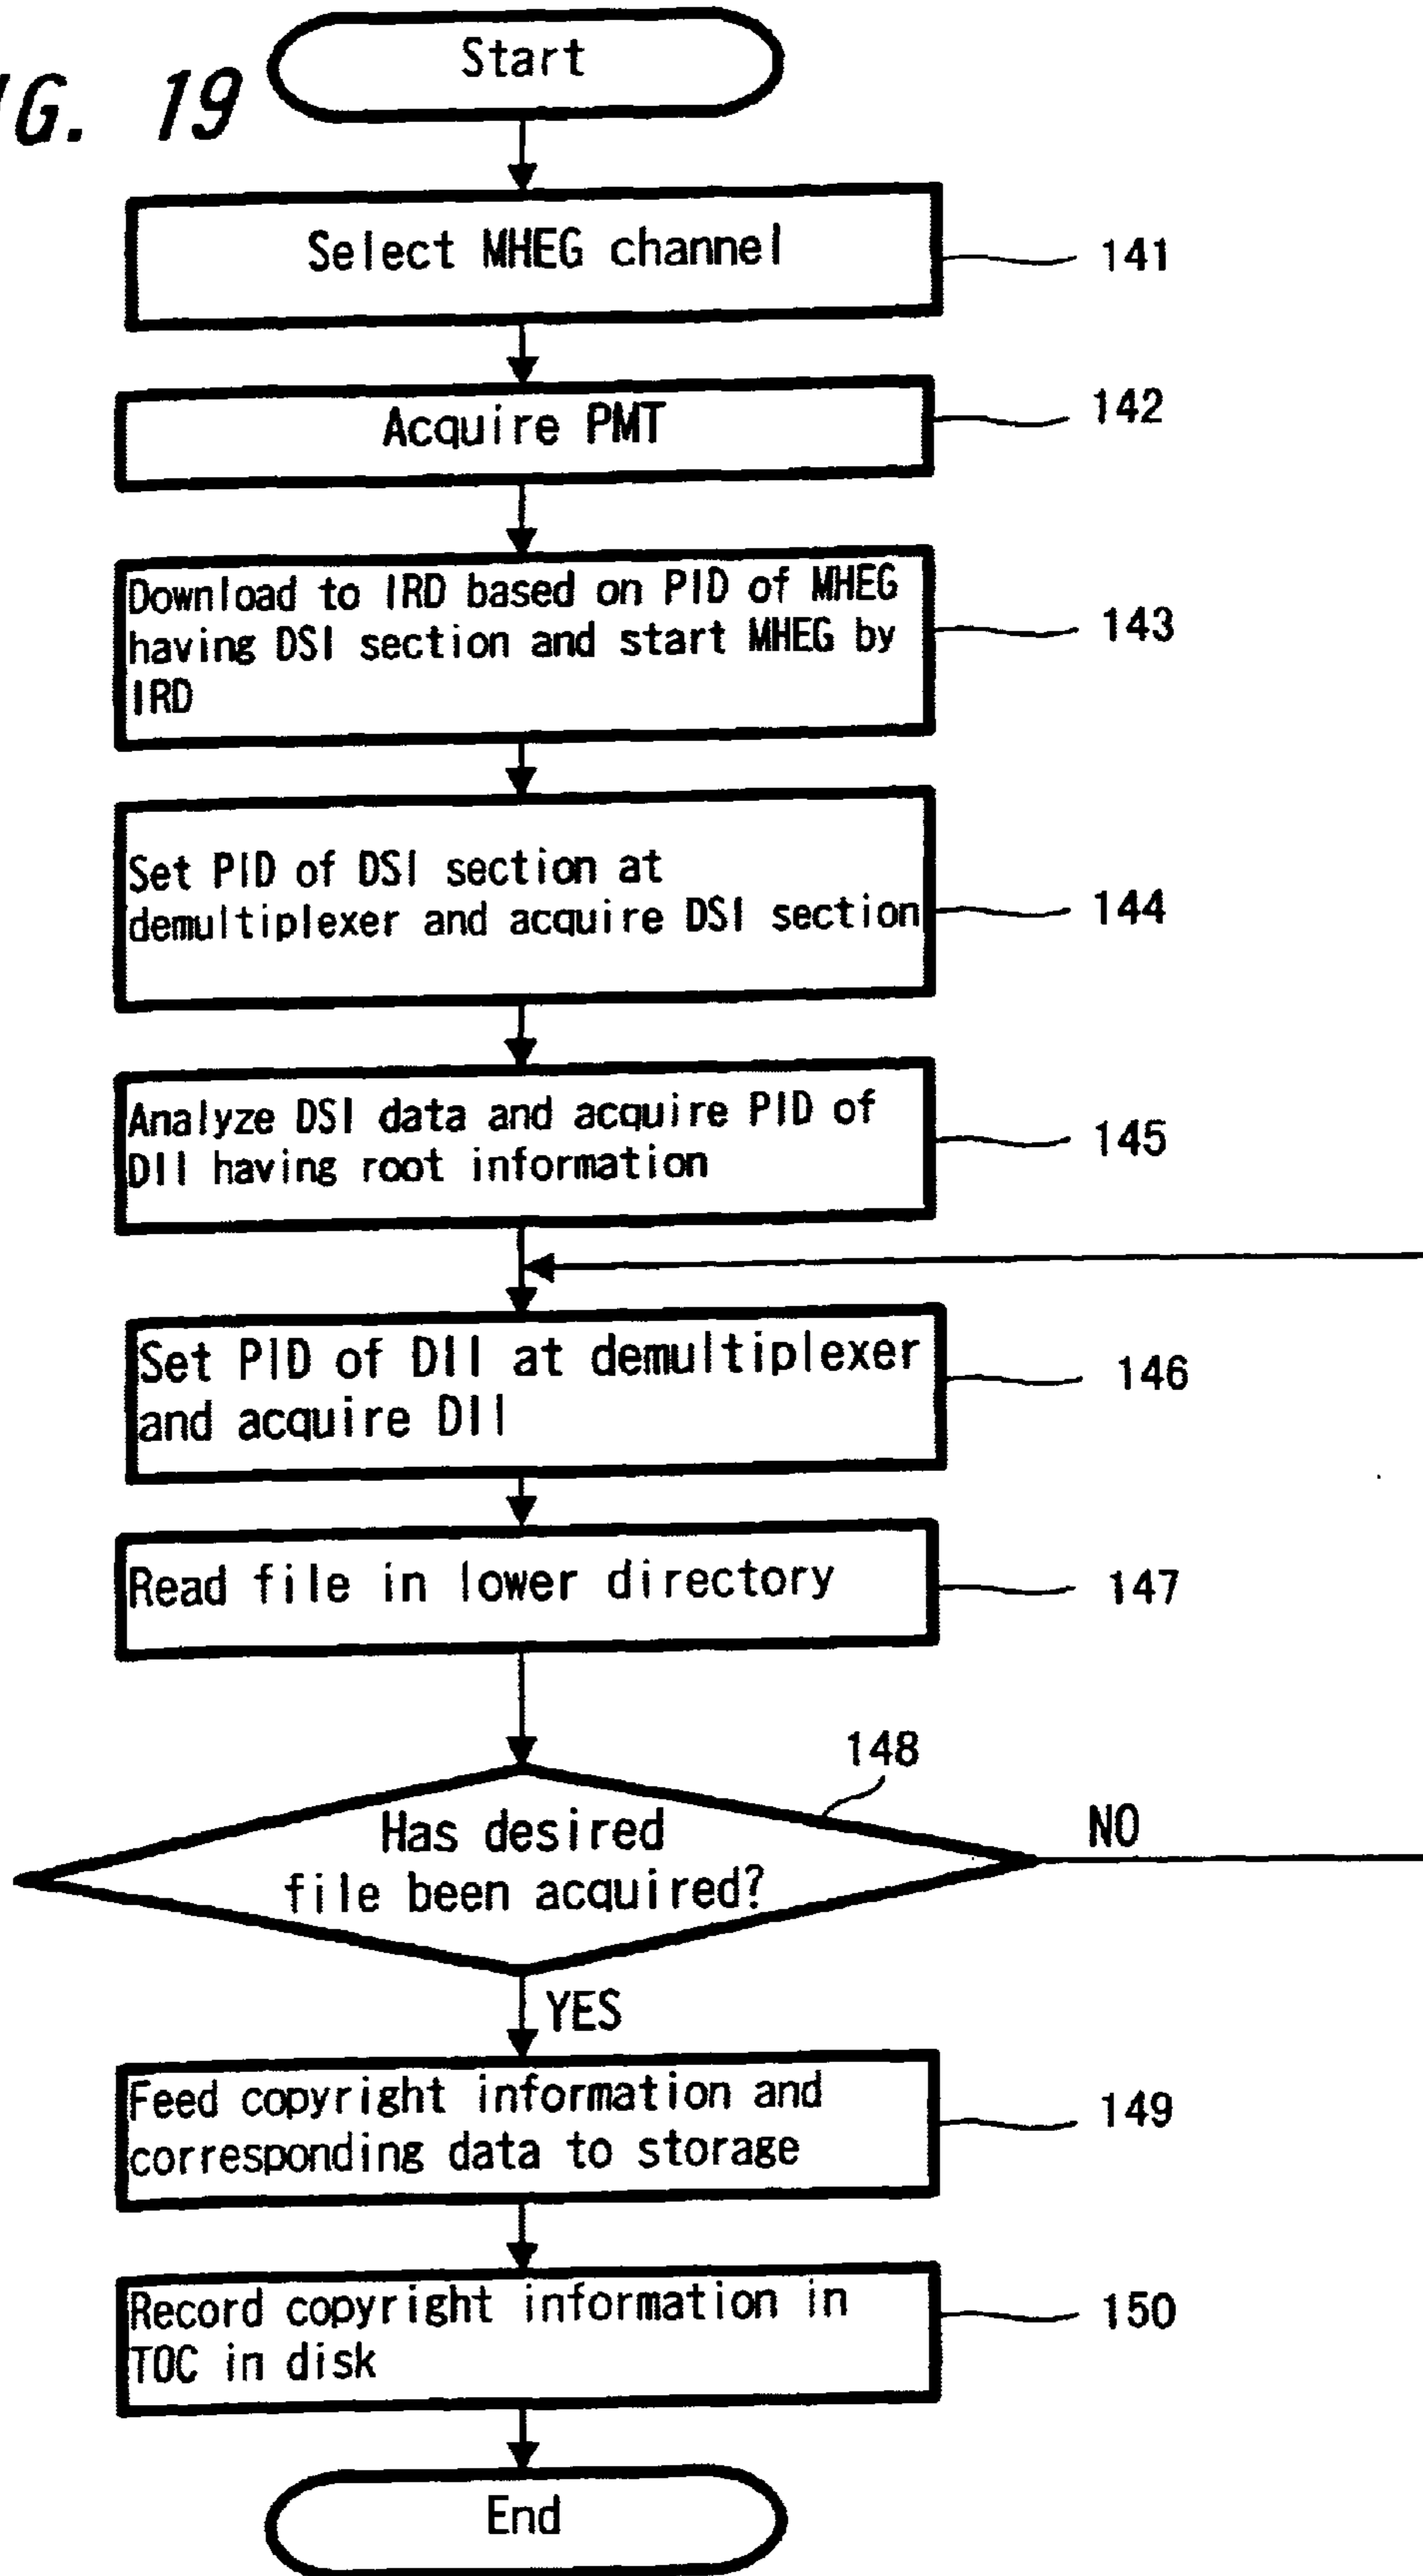 IG. 19
Start
Select MHEG channel
141
Acquire PMT
142
Download to IRD based on PID of MHEG
having DSI section and start MHEG by
IRD
143
Set PID of DSI section at
demultiplexer and acquire DSI section
144
Analyze DSI data and acquire PID of
DII having root information
145
Set PID of DII at demultiplexer
and acquire DII
146
Read file in lower directory
147
148
Has desired
file been acquired?
NO
YES
Feed copyright information and
corresponding data to storage
149
Record copyright information in
TOC in disk
150
End